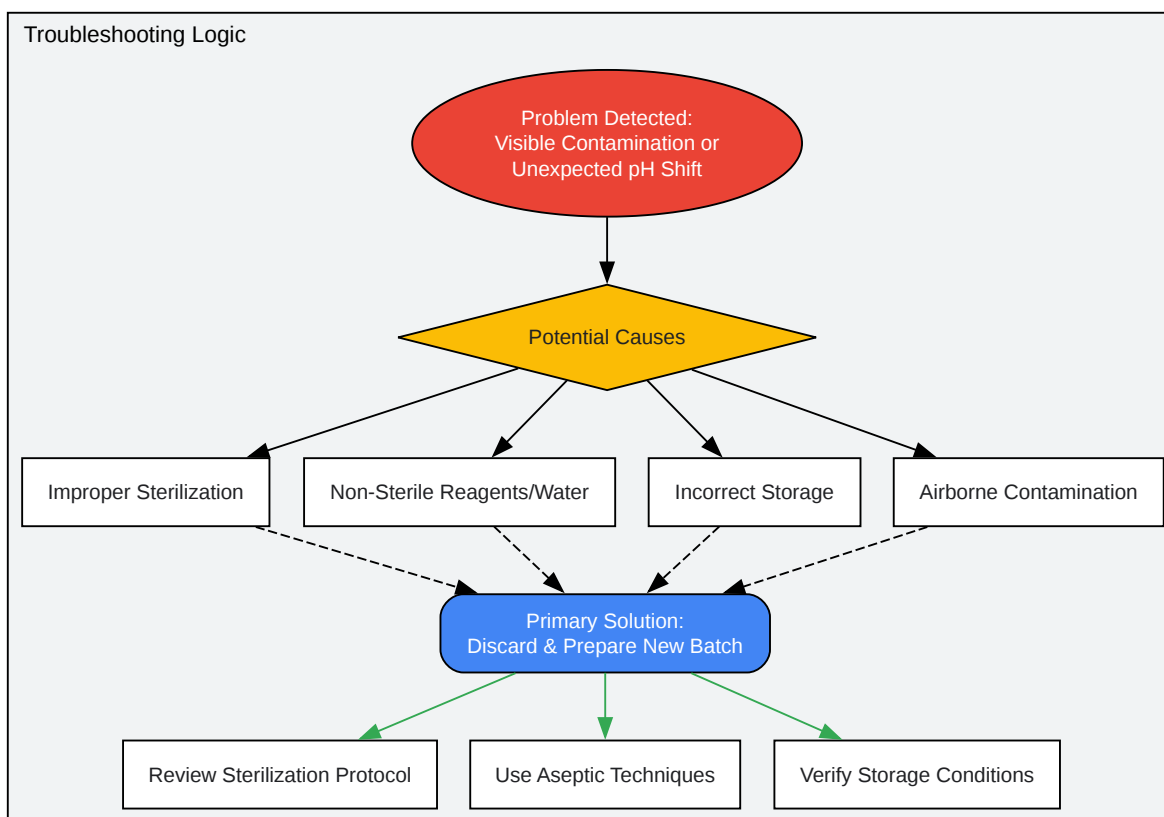 Troubleshooting Logic
Problem Detected:
Visible Contamination or
Unexpected pH Shift
Potential Causes
Improper Sterilization
Non-Sterile Reagents/Water
Incorrect Storage
Airborne Contamination
Primary Solution:
Discard & Prepare New Batch
Review Sterilization Protocol
Use Aseptic Techniques
Verify Storage Conditions